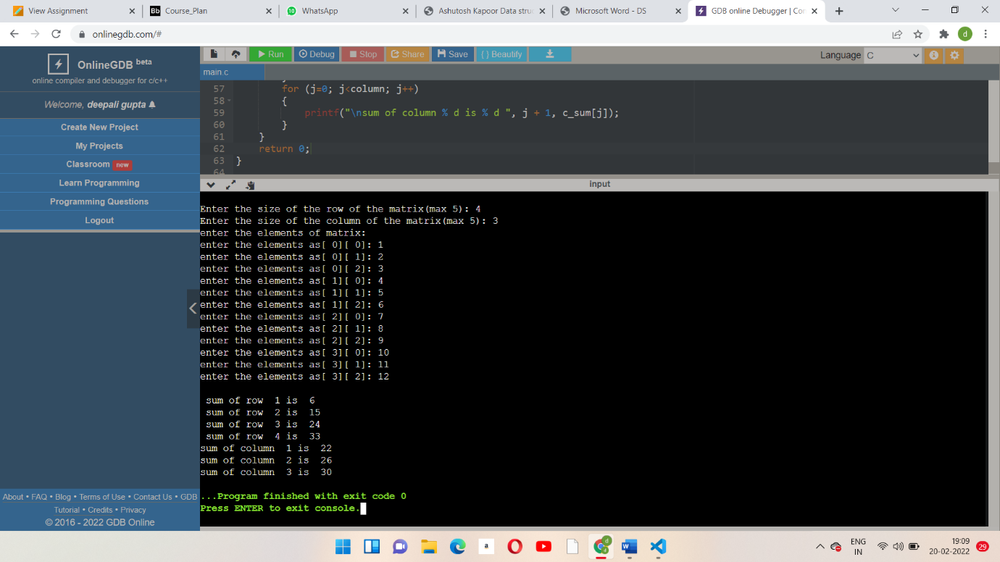 View Assignment
Bb Course_Plan
10 WhatsApp
Ashutosh Kapoor Data stru
Microsoft Word - DS
GDB online Debugger | Co
onlinegdb.com/#
d
OnlineGDB beta
online compiler and debugger for c/c++
Welcome, deepali gupta
Create New Project
My Projects
Classroom new
Learn Programming
Programming Questions
Logout
About • FAQ • Blog • Terms of Use • Contact Us • GDB
Tutorial • Credits • Privacy
© 2016 - 2022 GDB Online
Run Debug Stop Share Save { } Beautify
Language C
main.c
57 for (j=0; j<column; j++)
58 {
59 printf("\nsum of column % d is % d ", j + 1, c_sum[j]);
60 }
61 }
62 return 0;
63 }
64
input
Enter the size of the row of the matrix(max 5): 4
Enter the size of the column of the matrix(max 5): 3
enter the elements of matrix:
enter the elements as[ 0][ 0]: 1
enter the elements as[ 0][ 1]: 2
enter the elements as[ 0][ 2]: 3
enter the elements as[ 1][ 0]: 4
enter the elements as[ 1][ 1]: 5
enter the elements as[ 1][ 2]: 6
enter the elements as[ 2][ 0]: 7
enter the elements as[ 2][ 1]: 8
enter the elements as[ 2][ 2]: 9
enter the elements as[ 3][ 0]: 10
enter the elements as[ 3][ 1]: 11
enter the elements as[ 3][ 2]: 12
sum of row  1 is  6
sum of row  2 is  15
sum of row  3 is  24
sum of row  4 is  33
sum of column  1 is  22
sum of column  2 is  26
sum of column  3 is  30
...Program finished with exit code 0
Press ENTER to exit console.
a
d
d
W
ENG
IN
19:09
20-02-2022
29